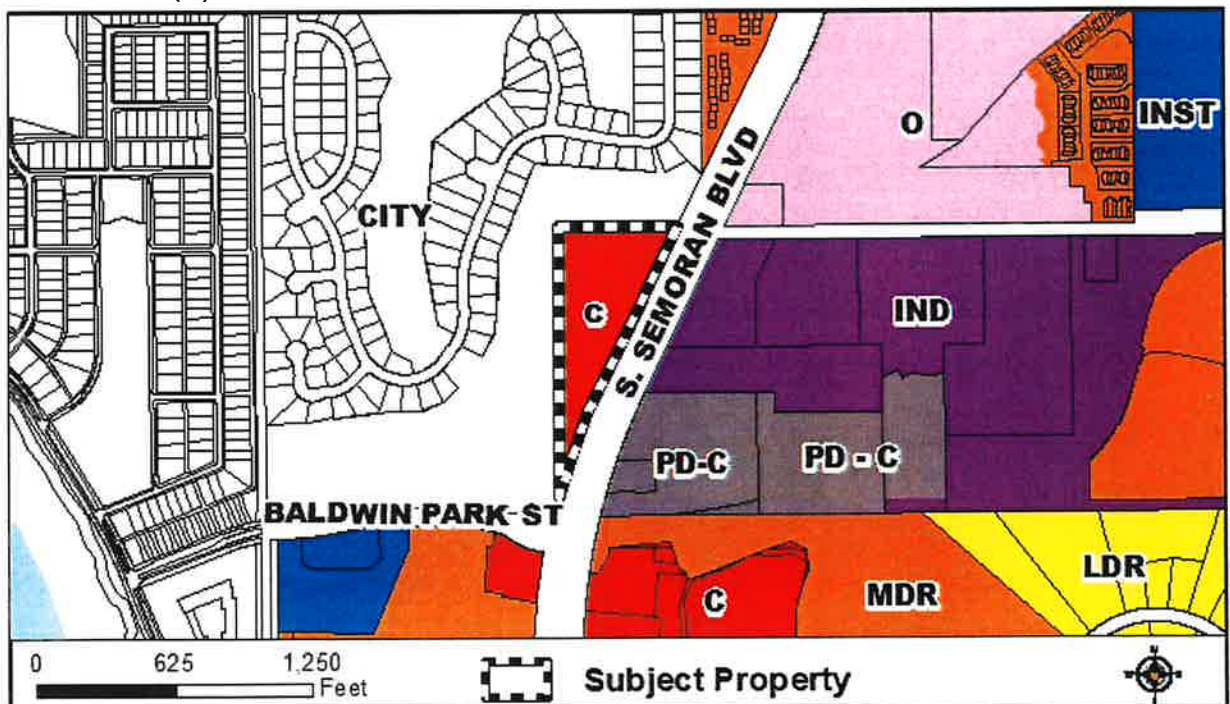 O
INST
CITY
S. SEMORAN BLVD
C
IND
PD-C
PD - C
BALDWIN PARK ST
LDR
C
MDR
0 625 1,250
Feet
Subject Property
N